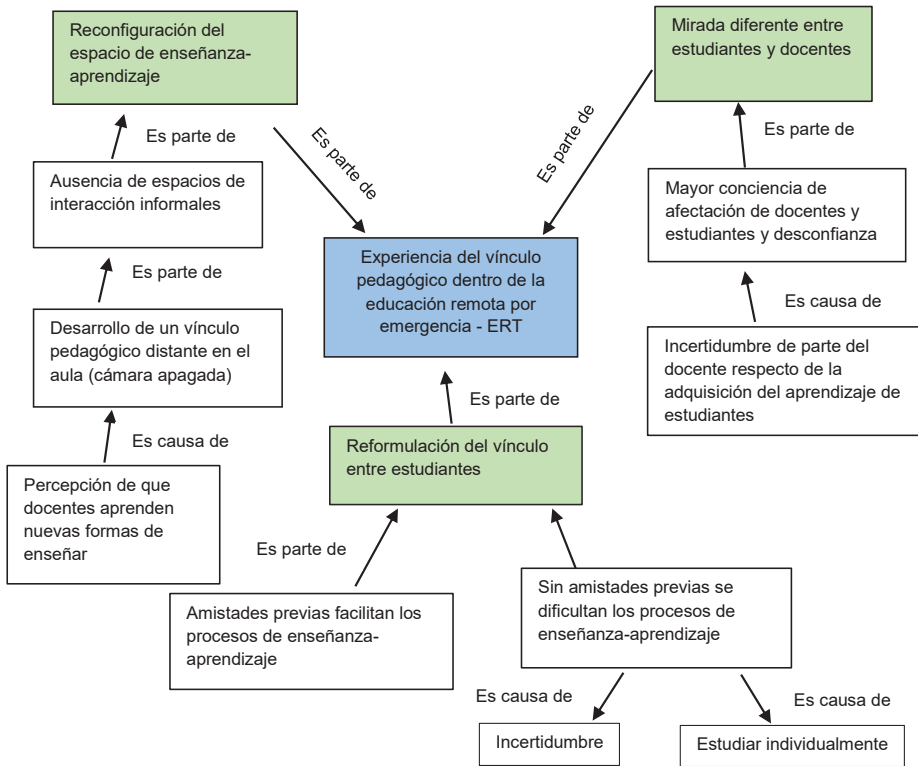 Reconfiguración del
espacio de enseñanza-
aprendizaje
Mirada diferente entre
estudiantes y docentes
Es parte de
Es parte de
Es parte de
Es parte de
Ausencia de espacios de
interacción informales
Mayor conciencia de
afectación de docentes y
estudiantes y desconfianza
Experiencia del vínculo
pedagógico dentro de la
educación remota por
emergencia - ERT
Es parte de
Es causa de
Desarrollo de un vínculo
pedagógico distante en el
aula (cámara apagada)
Incertidumbre de parte del
docente respecto de la
adquisición del aprendizaje de
estudiantes
Es parte de
Es causa de
Reformulación del vínculo
entre estudiantes
Percepción de que
docentes aprenden
nuevas formas de
enseñar
Es parte de
Amistades previas facilitan los
procesos de enseñanza-
aprendizaje
Sin amistades previas se
dificultan los procesos de
enseñanza-aprendizaje
Es causa de
Es causa de
Incertidumbre
Estudiar individualmente